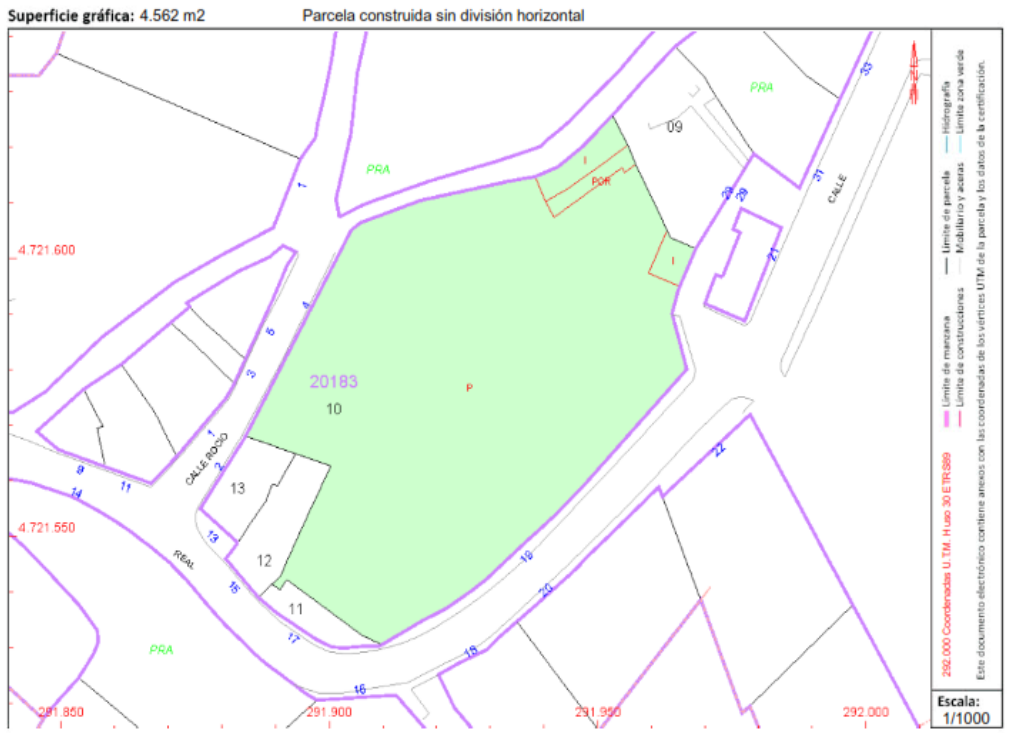 Superficie gráfica: 4.562 m2 Parcela construida sin división horizontal
33
PRA
09
1
PRA
I
POR
31
CALLE
29
29
4.721.600
I
21
4
5
3
20183
P
10
1
CALLE ROCIO
2
22
9
11
14
13
4.721.550
13
REAL
12
19
15
20
11
17
PRA
18
16
291.850
291.900
291.950
292.000
292.000 Coordenadas U.T.M. Huso 30 ETRS89
Límite de manzana
Límite de parcela
Hidrografía
Límite de construcciones
Mobiliario y aceras
Límite zona verde
Este documento electrónico contiene anexos con las coordenadas de los vértices UTM de la parcela y los datos de la certificación.
Escala:
1/1000